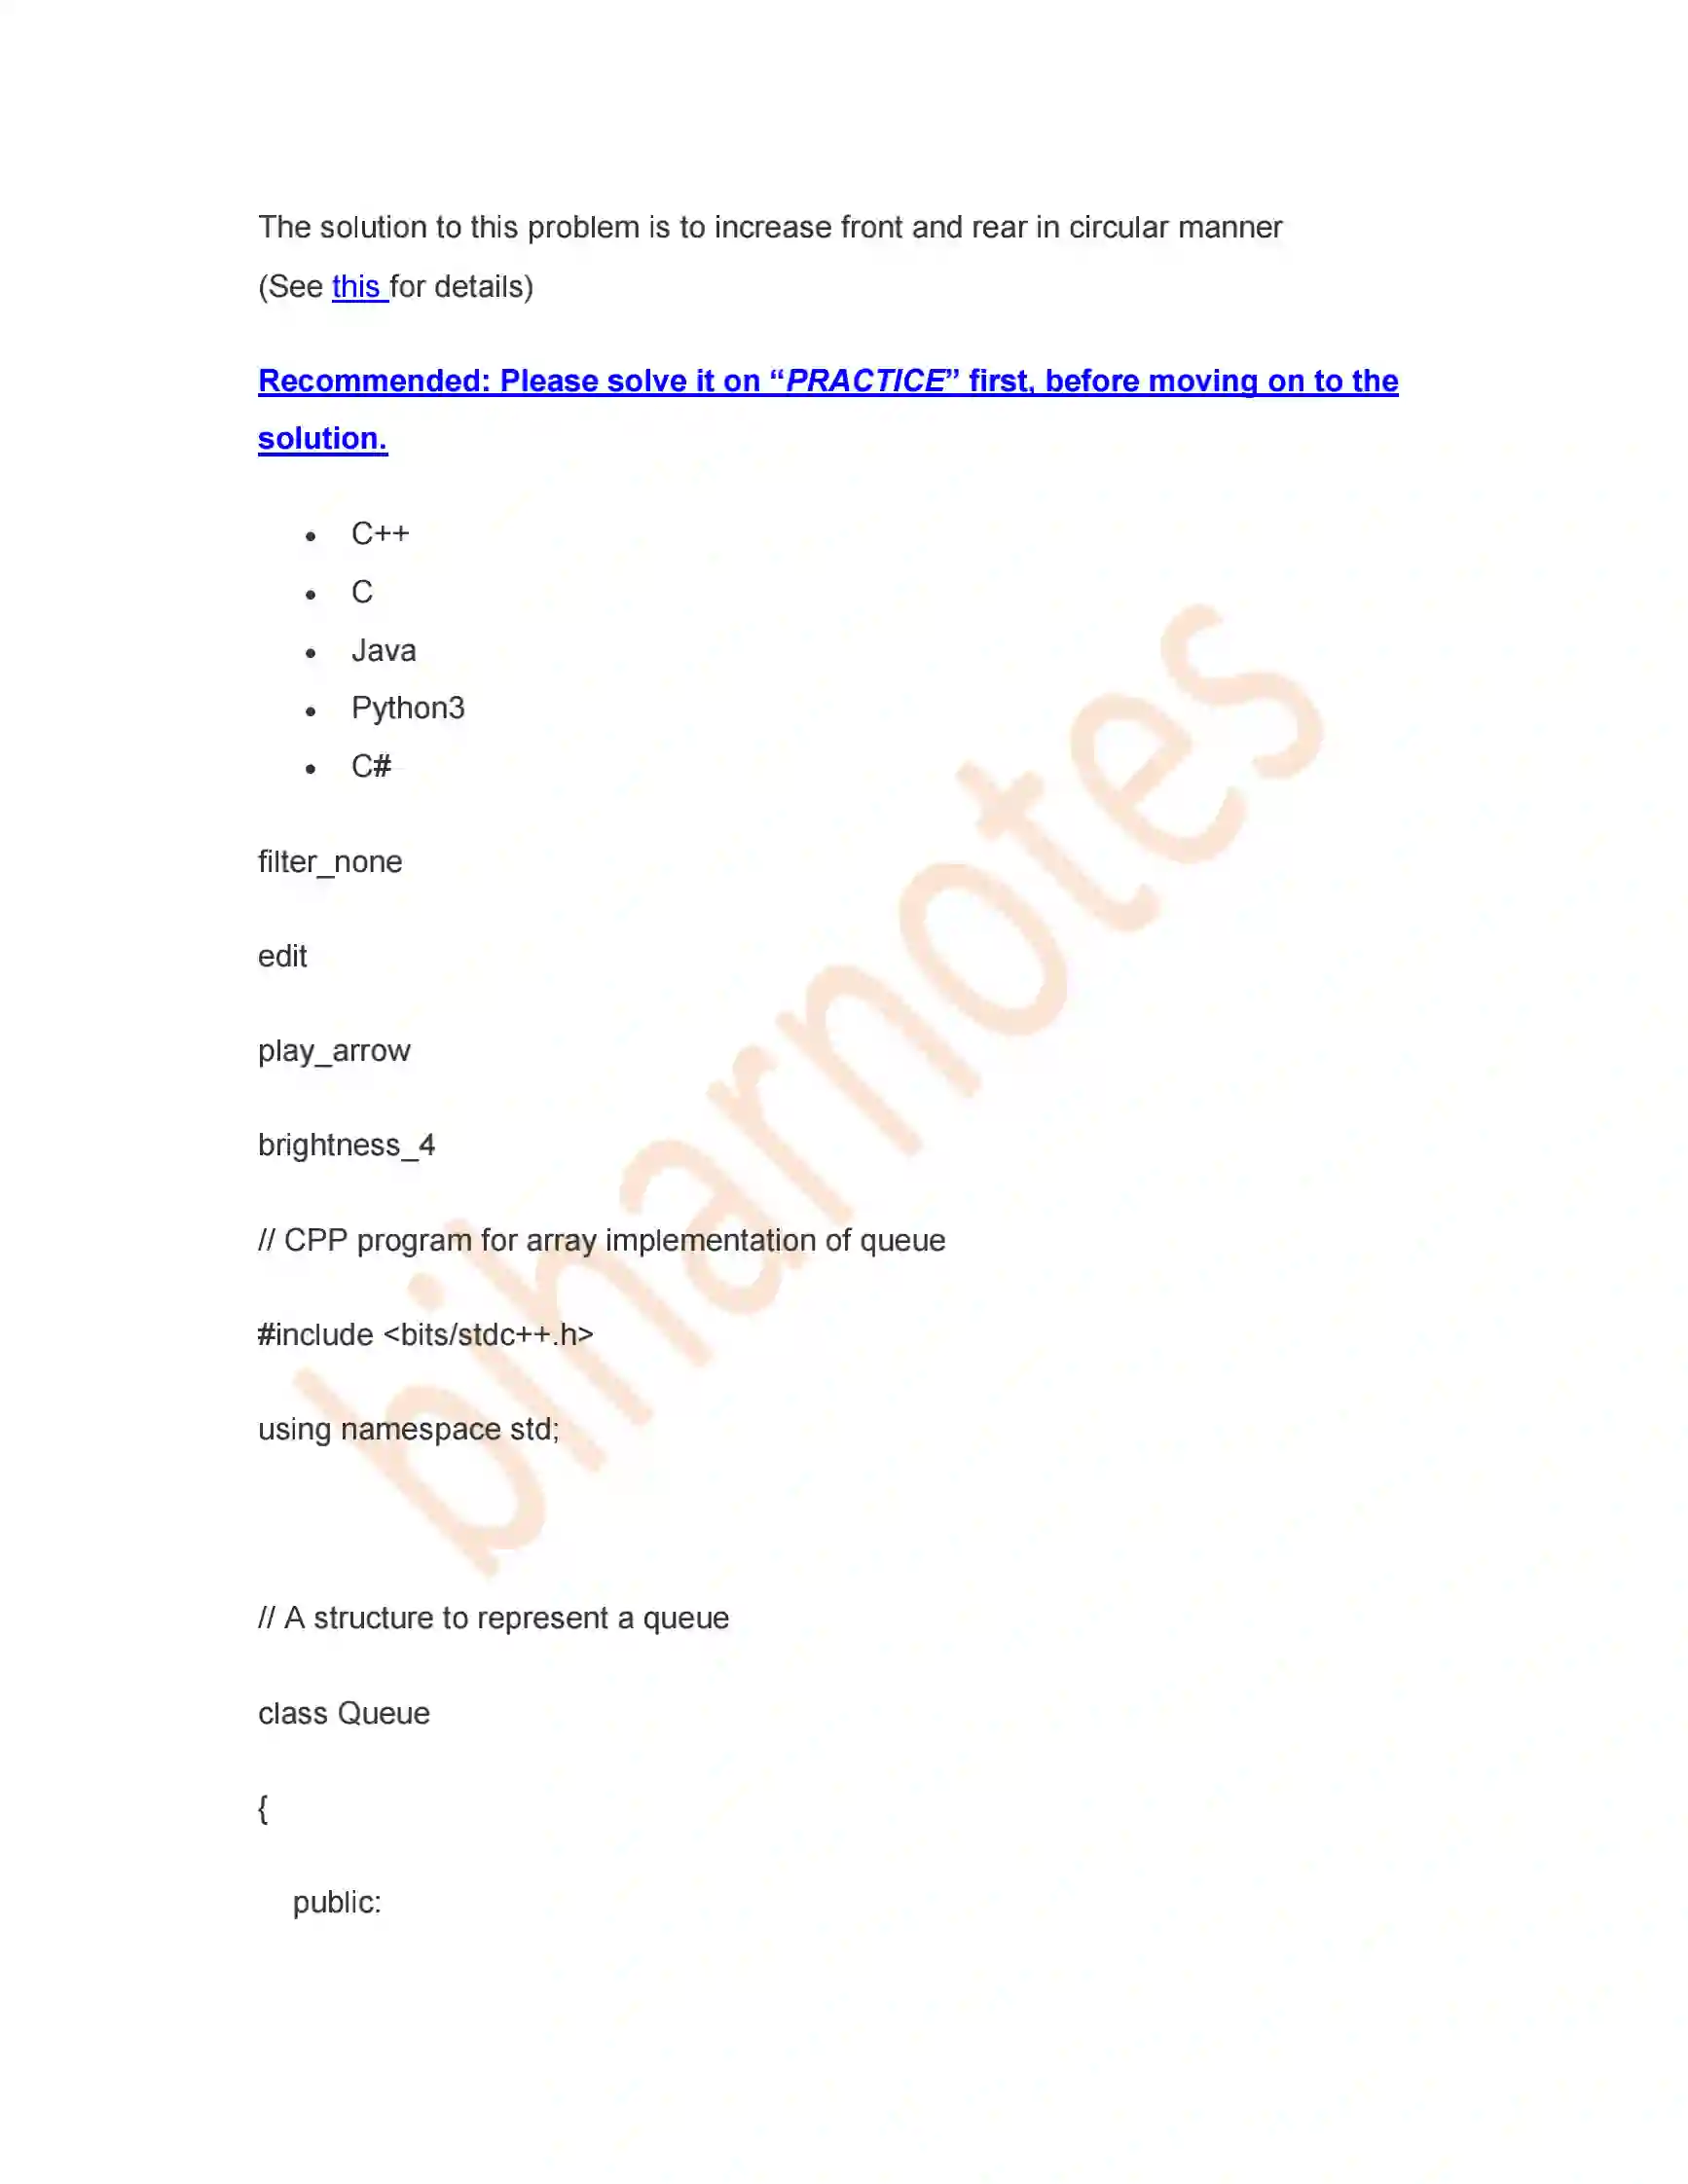 The solution to this problem is to increase front and rear in circular manner
(See this for details)
Recommended: Please solve it on “PRACTICE” first, before moving on to the
solution.
• C++
• C
• Java
• Python3
• C#
filter_none
edit
play_arrow
brightness_4
// CPP program for array implementation of queue
#include <bits/stdc++.h>
using namespace std;
// A structure to represent a queue
class Queue
{
public:
biharnotes